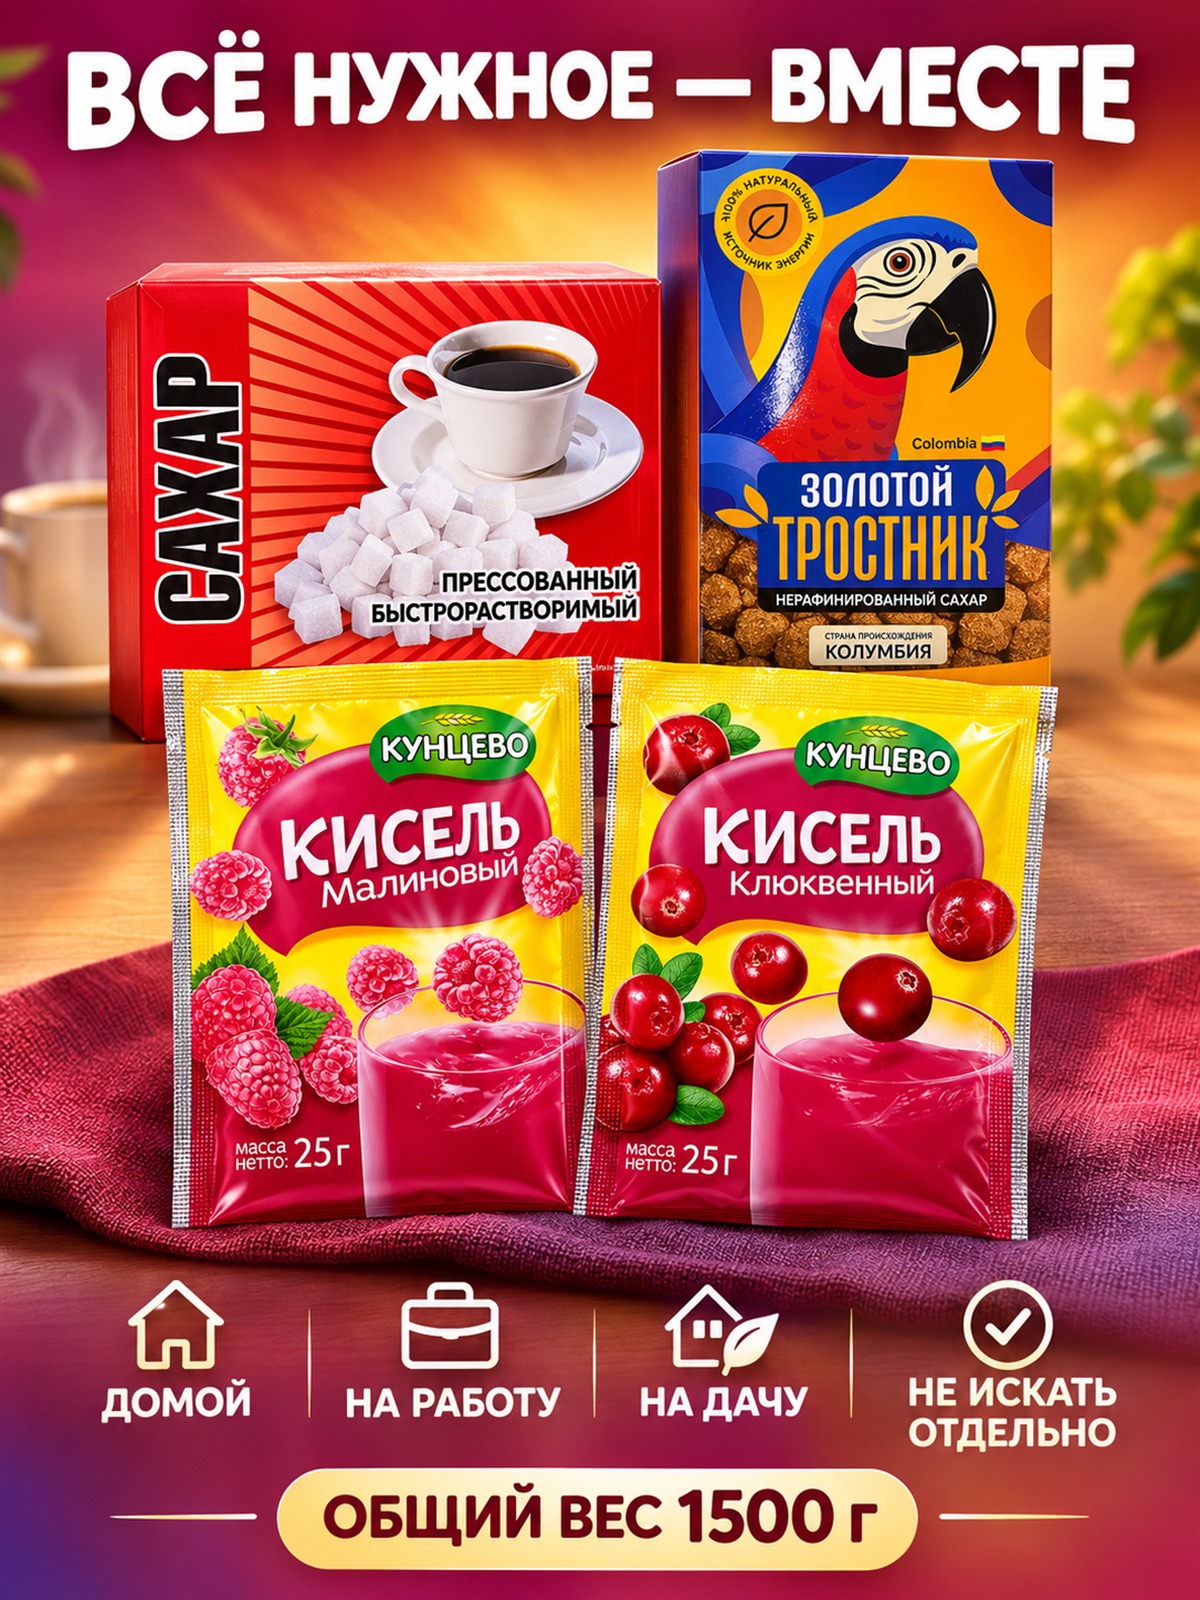 ВСЁ НУЖНОЕ — ВМЕСТЕ
100% НАТУРАЛЬНЫЙ
ИСТОЧНИК ЭНЕРГИИ
САХАР
ПРЕССОВАННЫЙ
БЫСТРОРАСТВОРИМЫЙ
Colombia
ЗОЛОТОЙ
ТРОСТНИК
НЕРАФИНИРОВАННЫЙ САХАР
СТРАНА ПРОИСХОЖДЕНИЯ
КОЛУМБИЯ
КУНЦЕВО
КИСЕЛЬ
Малиновый
масса
нетто: 25 г
КУНЦЕВО
КИСЕЛЬ
Клюквенный
масса
нетто: 25 г
ДОМОЙ
НА РАБОТУ
НА ДАЧУ
НЕ ИСКАТЬ
ОТДЕЛЬНО
ОБЩИЙ ВЕС 1500 г